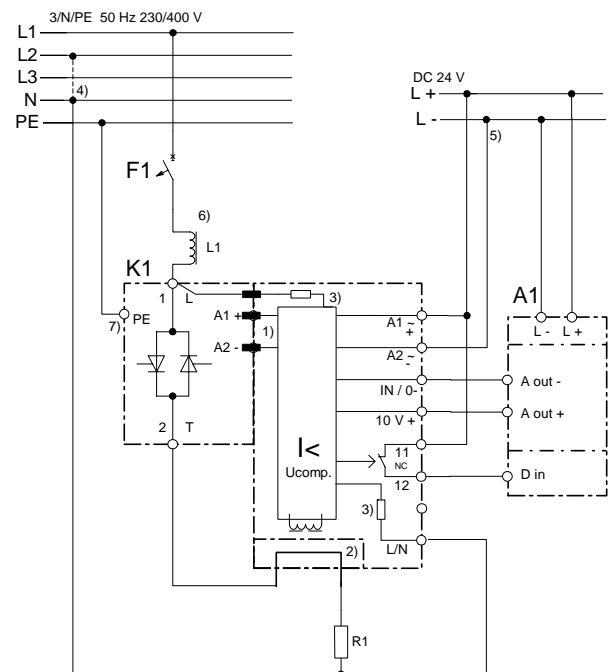 3/N/PE 50 Hz 230/400 V
L1
L2
L3
N
4)
PE
DC 24 V
L +
L -
5)
F1
6)
L1
K1
A1
1
L
3)
7)
PE
A1 +
1)
A1 ~
+
L -
L +
A2 -
A2 ~
-
IN / 0-
A out -
10 V +
A out +
2
T
I<
Ucomp.
11
NC
12
D in
3)
L/N
2)
R1